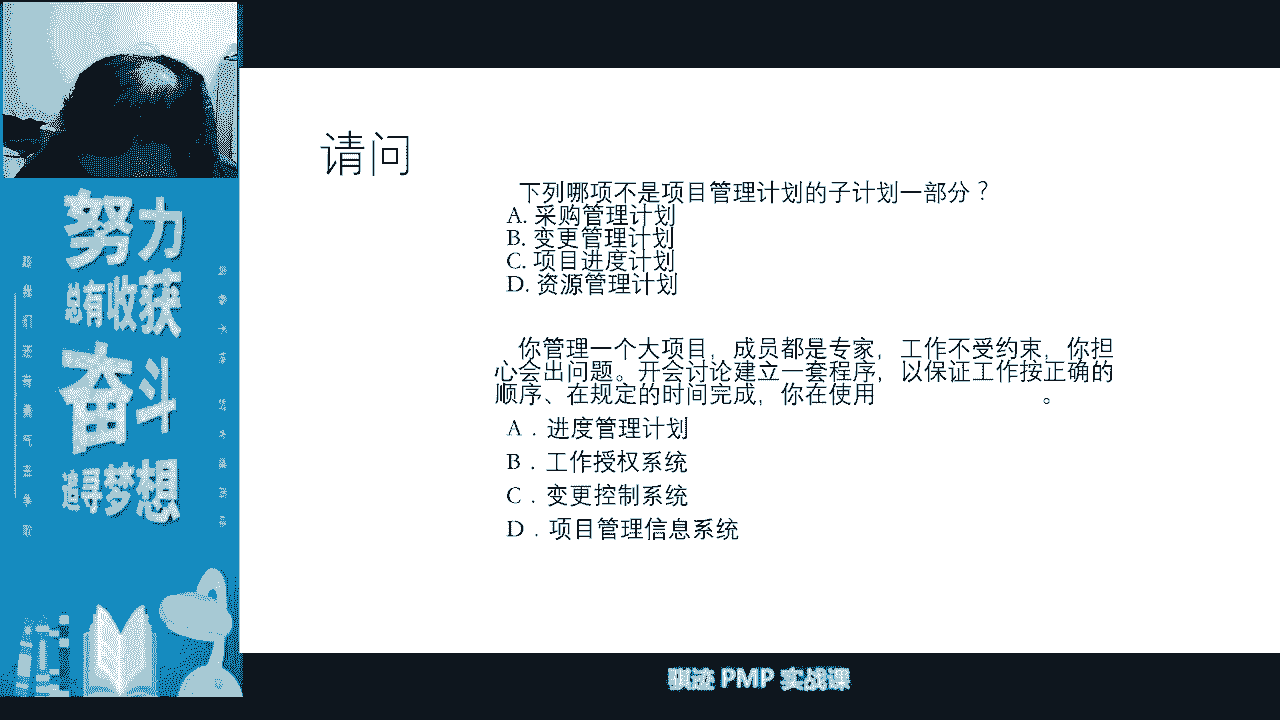 请问
下列哪项不是项目管理计划的子计划一部分？
A. 采购管理计划
B. 变更管理计划
C. 项目进度计划
D. 资源管理计划
你管理一个大项目，成员都是专家，工作不受约束，你担
心会出问题。开会讨论建立一套程序，以保证工作按正确的
顺序、在规定的时间完成，你在使用 。
A．进度管理计划
B．工作授权系统
C．变更控制系统
D．项目管理信息系统
努力
总有收获
奋斗
追寻梦想
骐迹 PMP 实战课